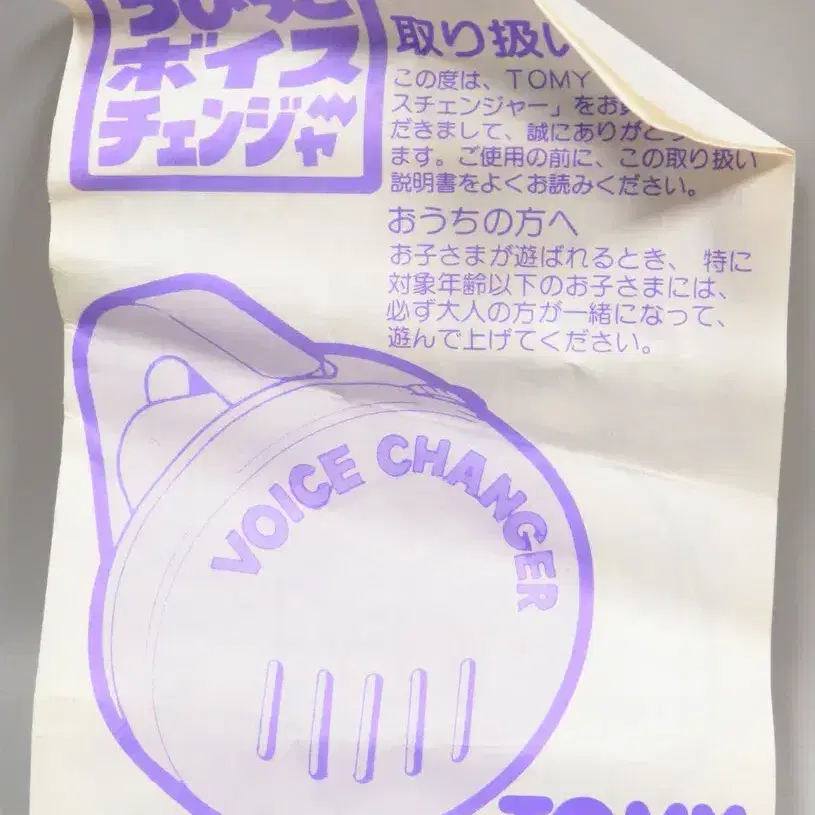 ボイス
チェンジャー
取り扱い
この度は、TOMY
スチェンジャー」をお
だきまして、誠にありがとう
ます。ご使用の前に、この取り扱い
説明書をよくお読みください。
おうちの方へ
お子さまが遊ばれるとき、特に
対象年齢以下のお子さまには、
必ず大人の方が一緒になって、
遊んで上げてください。
VOICE CHANGER
TOMY